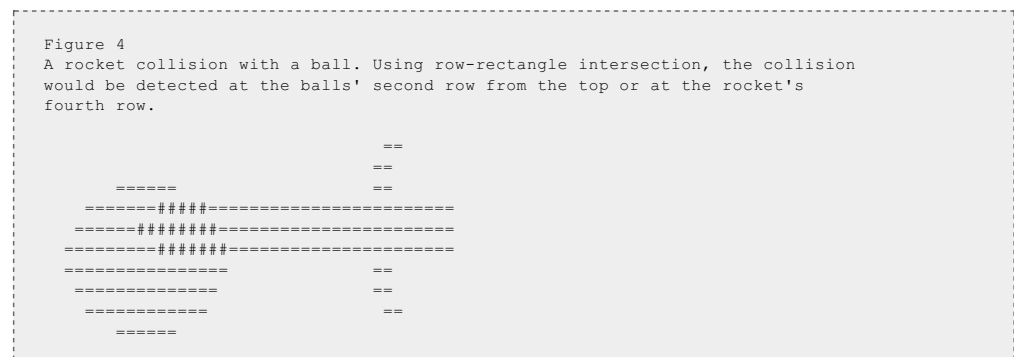 Figure 4
A rocket collision with a ball. Using row-rectangle intersection, the collision
would be detected at the balls' second row from the top or at the rocket's
fourth row.
                                 ==
                                ==
       ======                   ==
    =======#####========================
   ======########=======================
  =========#######======================
  ================              ==
   ==============               ==
    ============                 ==
       ======